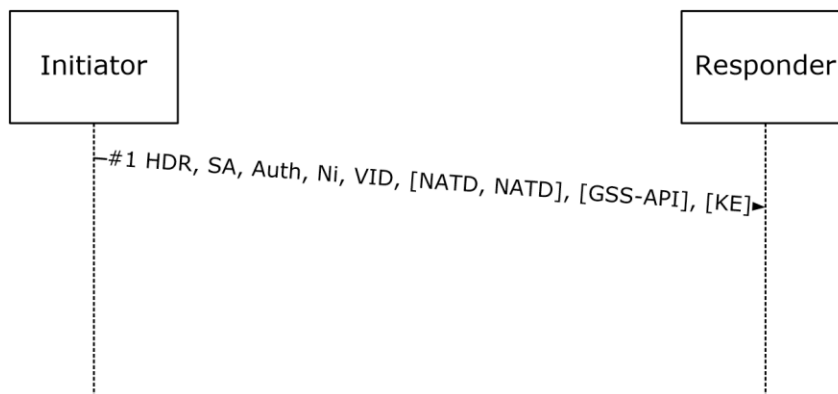 Initiator
Responder
#1 HDR, SA, Auth, Ni, VID, [NATD, NATD], [GSS-API], [KE]